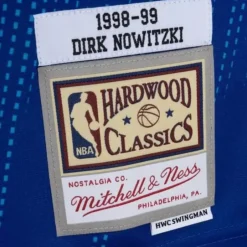 1998-99
DIRK NOWITZKI
HARDWOOD
NBA
CLASSICS
NOSTALGIA CO.
Mitchell & Ness
PHILADELPHIA, PA.
HWC SWINGMAN